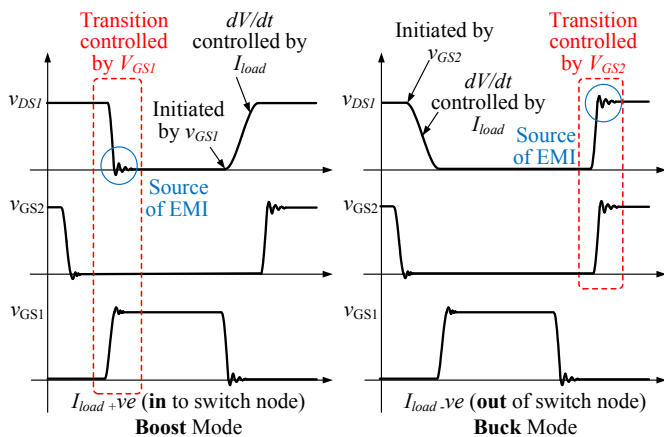 Transition
controlled
by VGS1
dV/dt
controlled by
Iload
vDS1
Initiated
by vGS1
Source
of EMI
vGS2
vGS1
Iload +ve (in to switch node)
Boost Mode
Initiated by
vGS2
Transition
controlled
by VGS2
vDS1
dV/dt
controlled by
Iload
Source
of EMI
vGS2
vGS1
Iload -ve (out of switch node)
Buck Mode